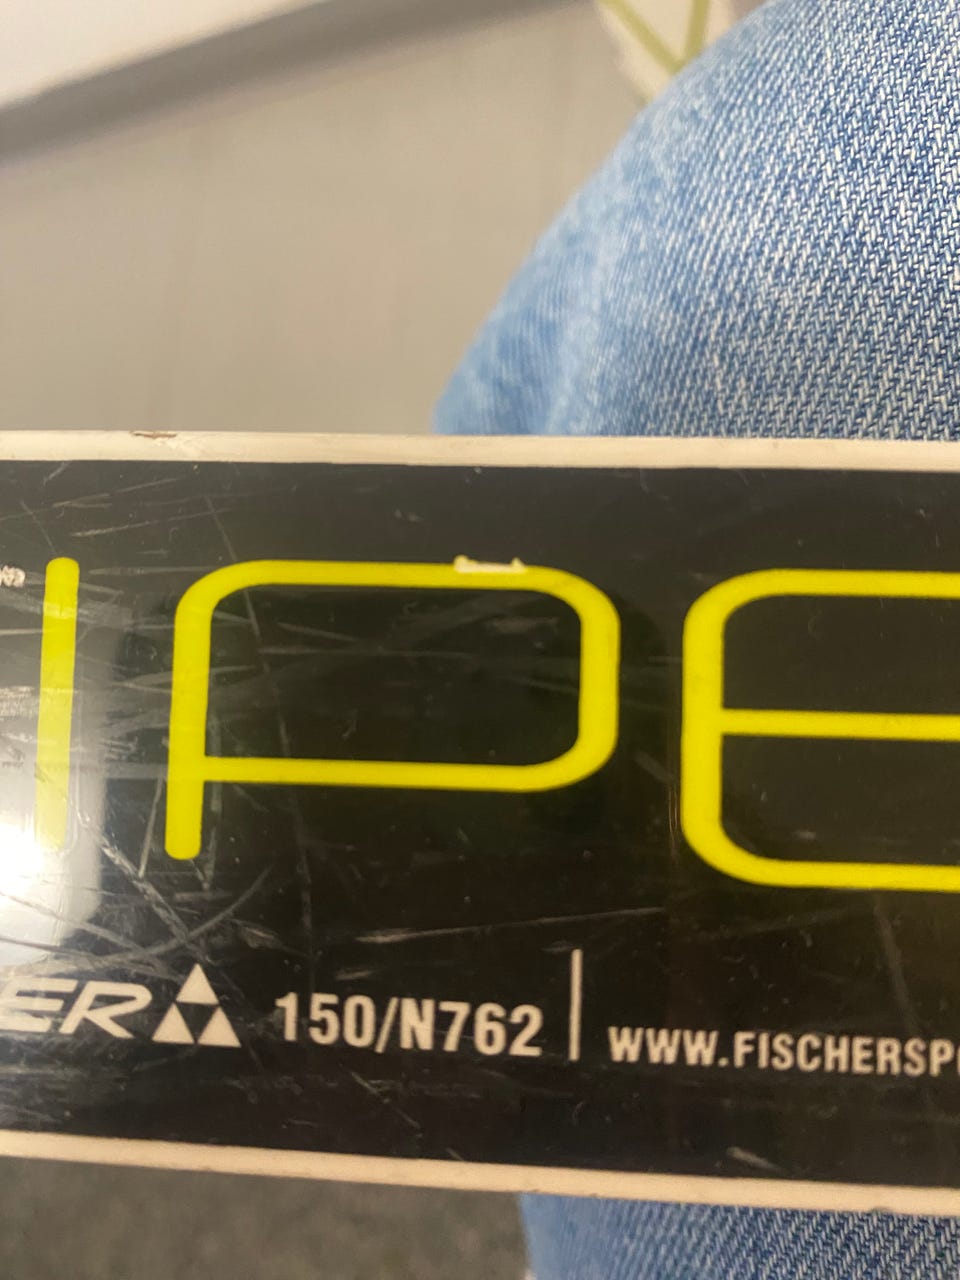 IPE
ER 150/N762 | WWW.FISCHERSP